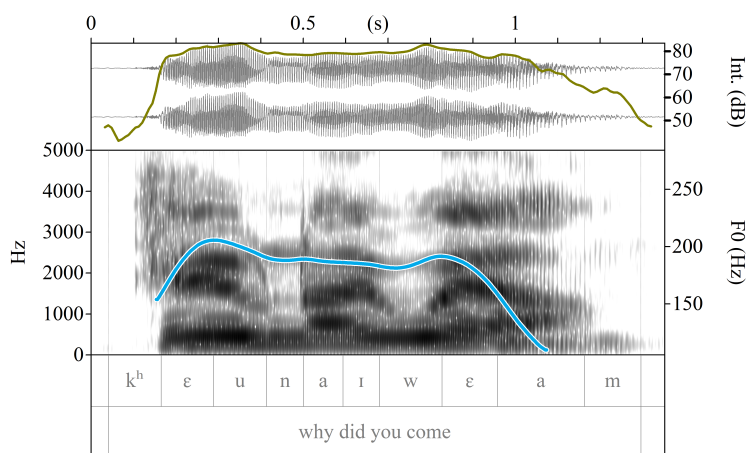 0 0.5 (s) 1
80
70
60
50
Int. (dB)
5000
4000
3000
2000
1000
0
Hz
250
200
150
F0 (Hz)
kʰ ɛ u n a ɪ w ɛ a m
why did you come